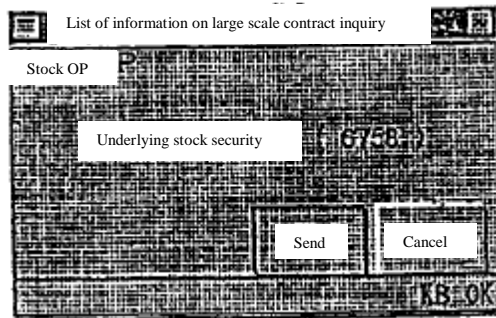 List of information on large scale contract inquiry
Stock OP
Underlying stock security ( 6758 )
Send Cancel
KB OK